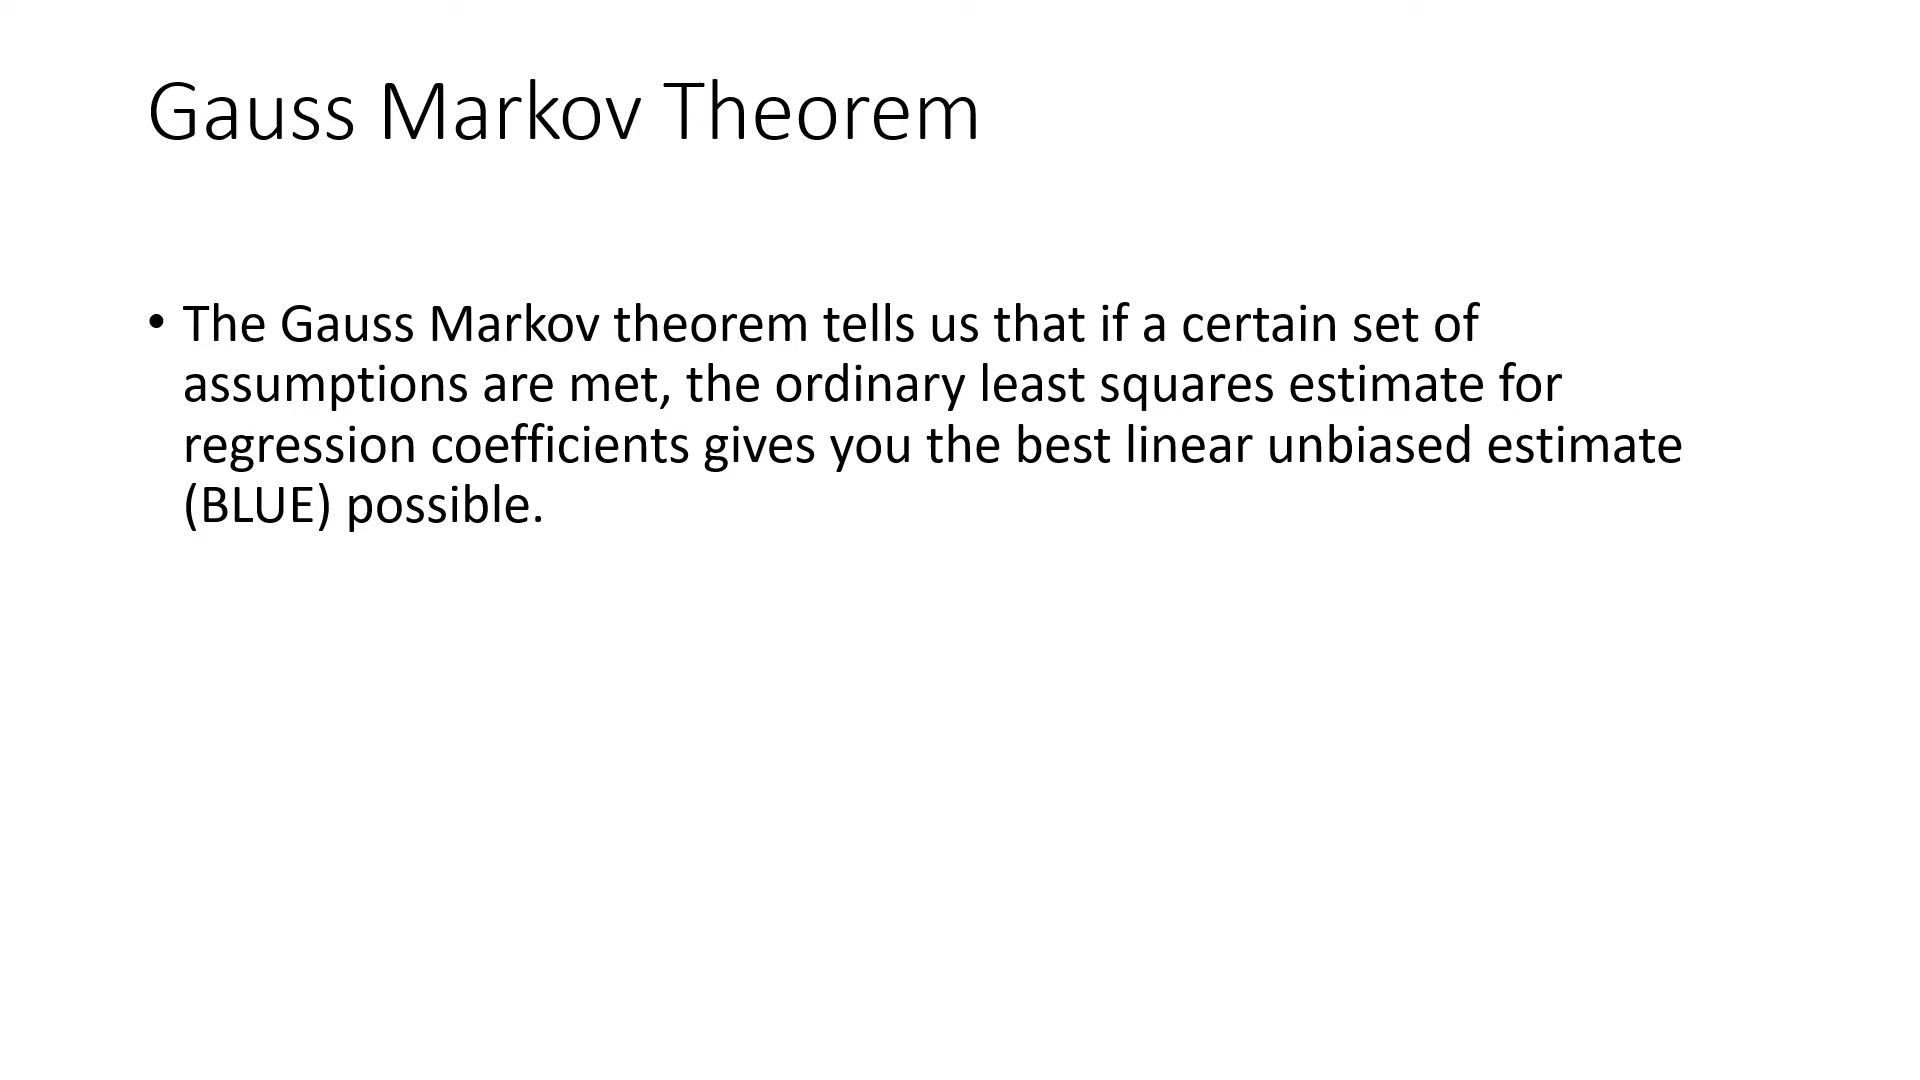 Gauss Markov Theorem
• The Gauss Markov theorem tells us that if a certain set of
assumptions are met, the ordinary least squares estimate for
regression coefficients gives you the best linear unbiased estimate
(BLUE) possible.